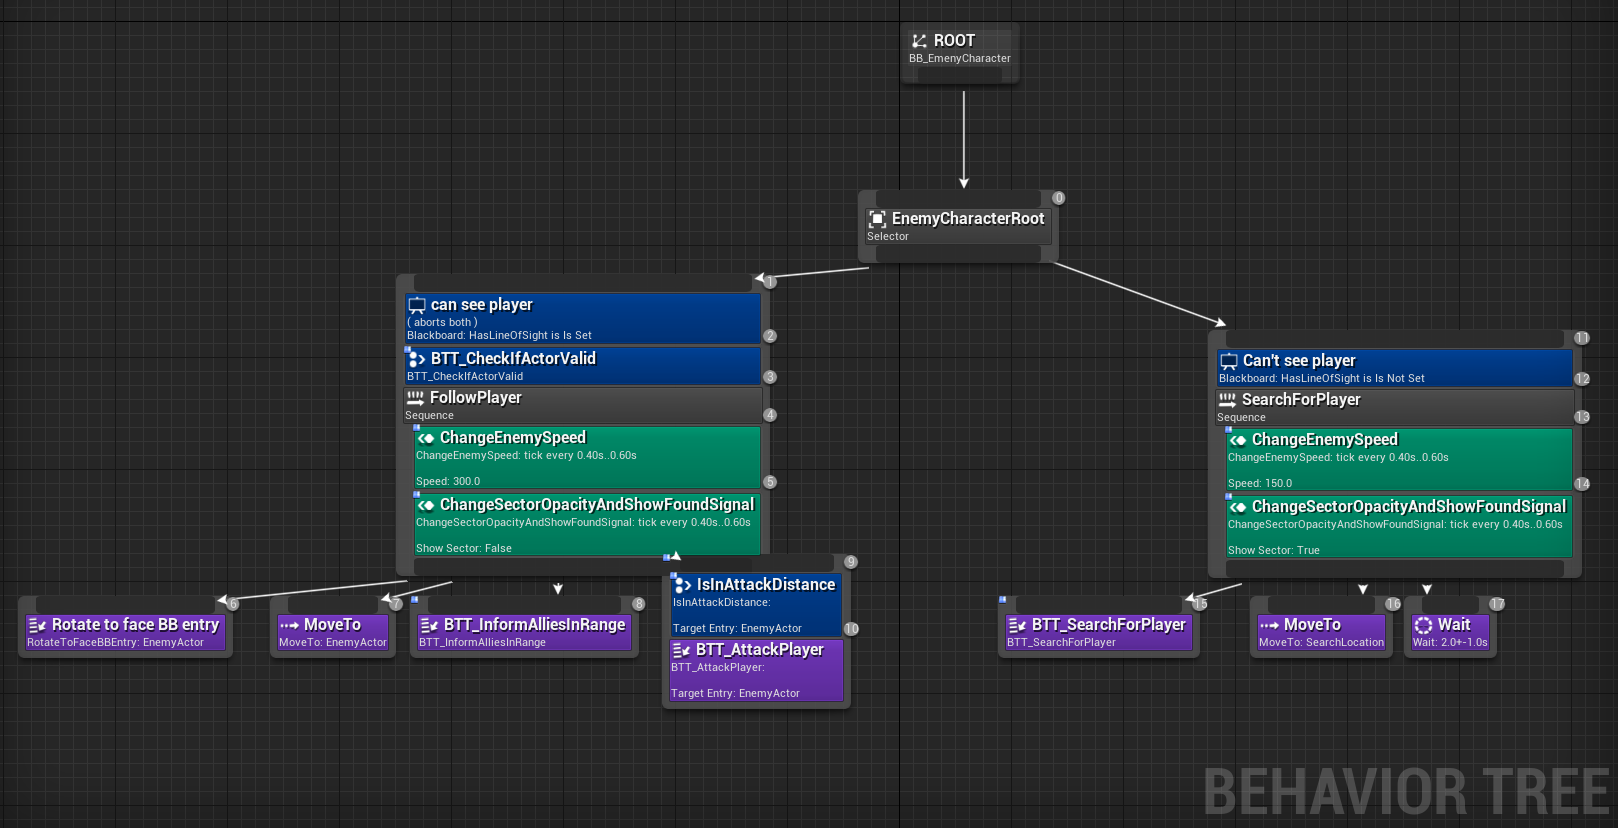 ROOT
BB_EmenyCharacter
0
EnemyCharacterRoot
Selector
1
can see player
( aborts both )
Blackboard: HasLineOfSight is Is Set
2
BTT_CheckIfActorValid
BTT_CheckIfActorValid
3
FollowPlayer
Sequence
4
ChangeEnemySpeed
ChangeEnemySpeed: tick every 0.40s..0.60s
Speed: 300.0
5
ChangeSectorOpacityAndShowFoundSignal
ChangeSectorOpacityAndShowFoundSignal: tick every 0.40s..0.60s
Show Sector: False
6
Rotate to face BB entry
RotateToFaceBBEntry: EnemyActor
7
MoveTo
MoveTo: EnemyActor
8
BTT_InformAlliesInRange
BTT_InformAlliesInRange
9
IsInAttackDistance
IsInAttackDistance:
Target Entry: EnemyActor
10
BTT_AttackPlayer
BTT_AttackPlayer:
Target Entry: EnemyActor
11
Can't see player
Blackboard: HasLineOfSight is Is Not Set
12
SearchForPlayer
Sequence
13
ChangeEnemySpeed
ChangeEnemySpeed: tick every 0.40s..0.60s
Speed: 150.0
14
ChangeSectorOpacityAndShowFoundSignal
ChangeSectorOpacityAndShowFoundSignal: tick every 0.40s..0.60s
Show Sector: True
15
BTT_SearchForPlayer
BTT_SearchForPlayer
16
MoveTo
MoveTo: SearchLocation
17
Wait
Wait: 2.0+-1.0s
BEHAVIOR TREE